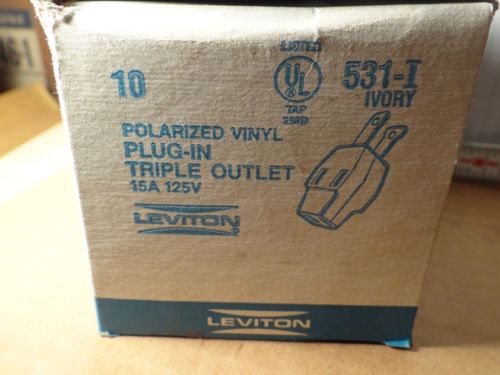 10
LISTED
UL
TAP
531-I
IVORY
POLARIZED VINYL
PLUG-IN
TRIPLE OUTLET
15A 125V
LEVITON
LEVITON